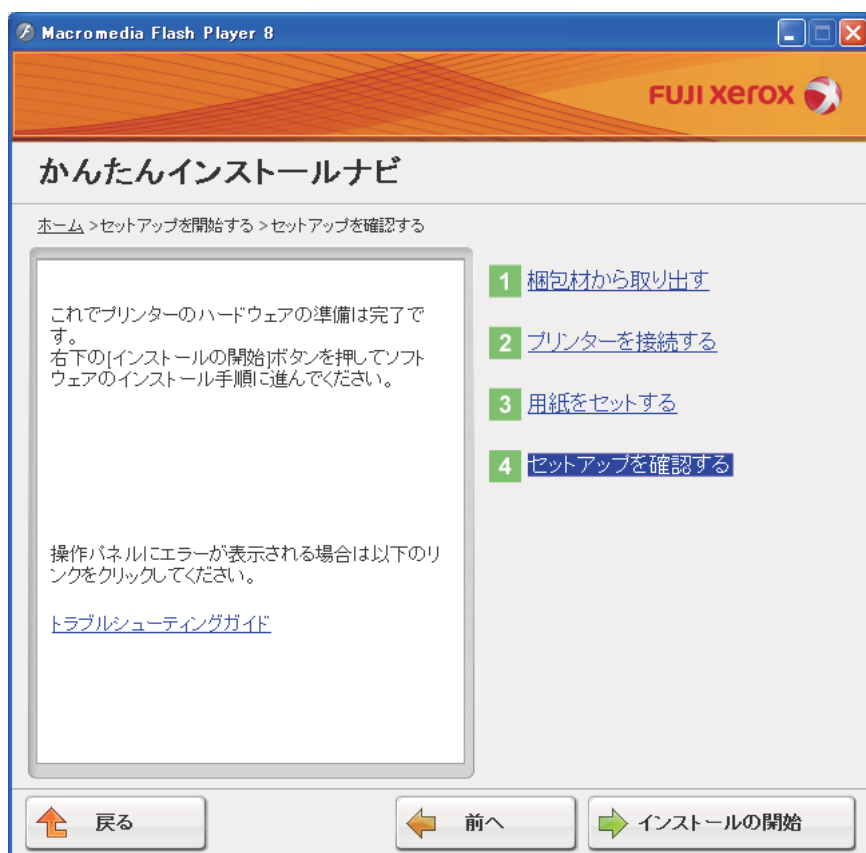 Macromedia Flash Player 8
FUJI xerox
かんたんインストールナビ
ホーム >セットアップを開始する >セットアップを確認する
これでプリンターのハードウェアの準備は完了で
す。
右下の[インストールの開始]ボタンを押してソフト
ウェアのインストール手順に進んでください。
操作パネルにエラーが表示される場合は以下のリ
ンクをクリックしてください。
トラブルシューティングガイド
1 梱包材から取り出す
2 プリンターを接続する
3 用紙をセットする
4 セットアップを確認する
戻る
前へ
インストールの開始